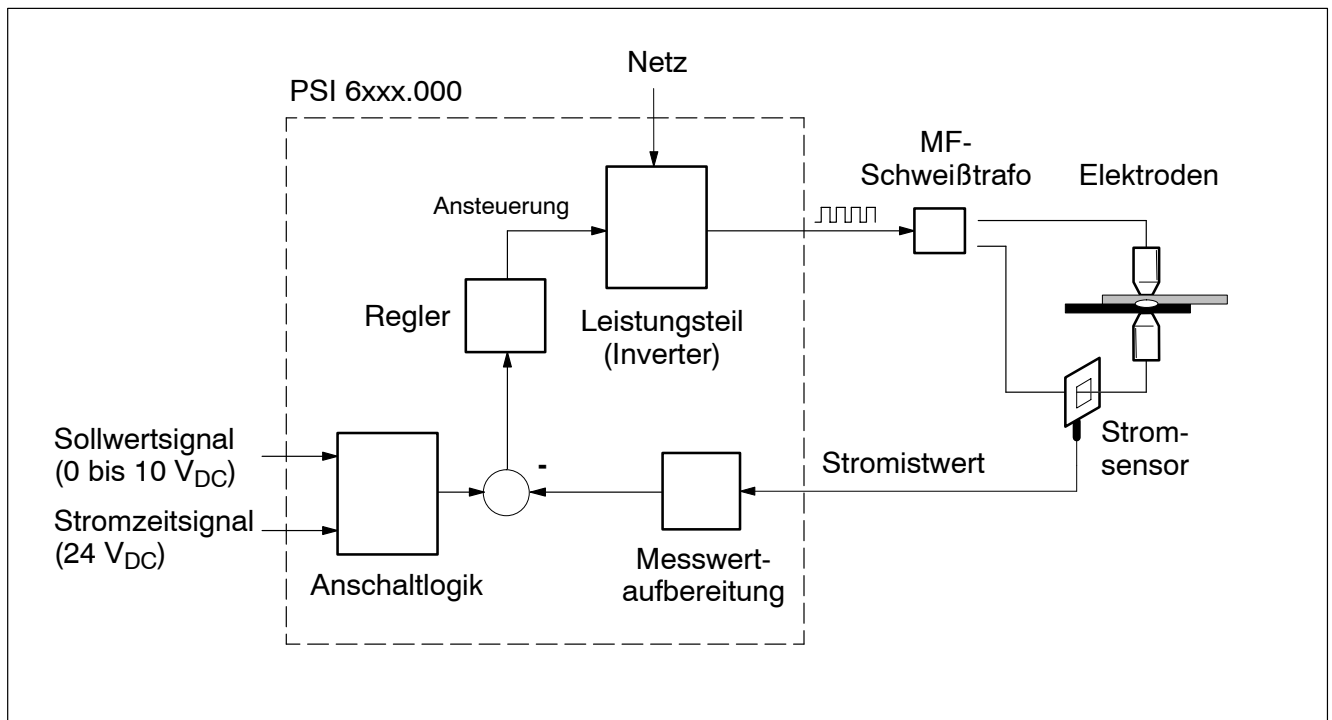 Netz
PSI 6xxx.000
MF-
Schweißtrafo
Elektroden
Ansteuerung
Regler
Leistungsteil
(Inverter)
Sollwertsignal
(0 bis 10 VDC)
Stromzeitsignal
(24 VDC)
Anschaltlogik
-
Stromistwert
Strom-
sensor
Messwert-
aufbereitung